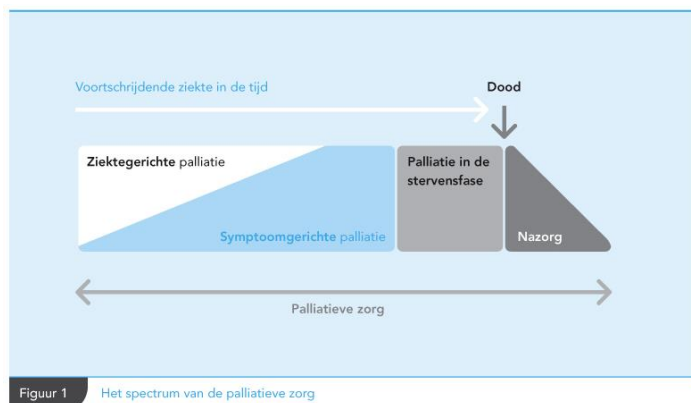 Voortschrijdende ziekte in de tijd
Dood
Ziektegerichte palliatie
Palliatie in de
stervensfase
Symptoomgerichte palliatie
Nazorg
Palliatieve zorg
Figuur 1
Het spectrum van de palliatieve zorg